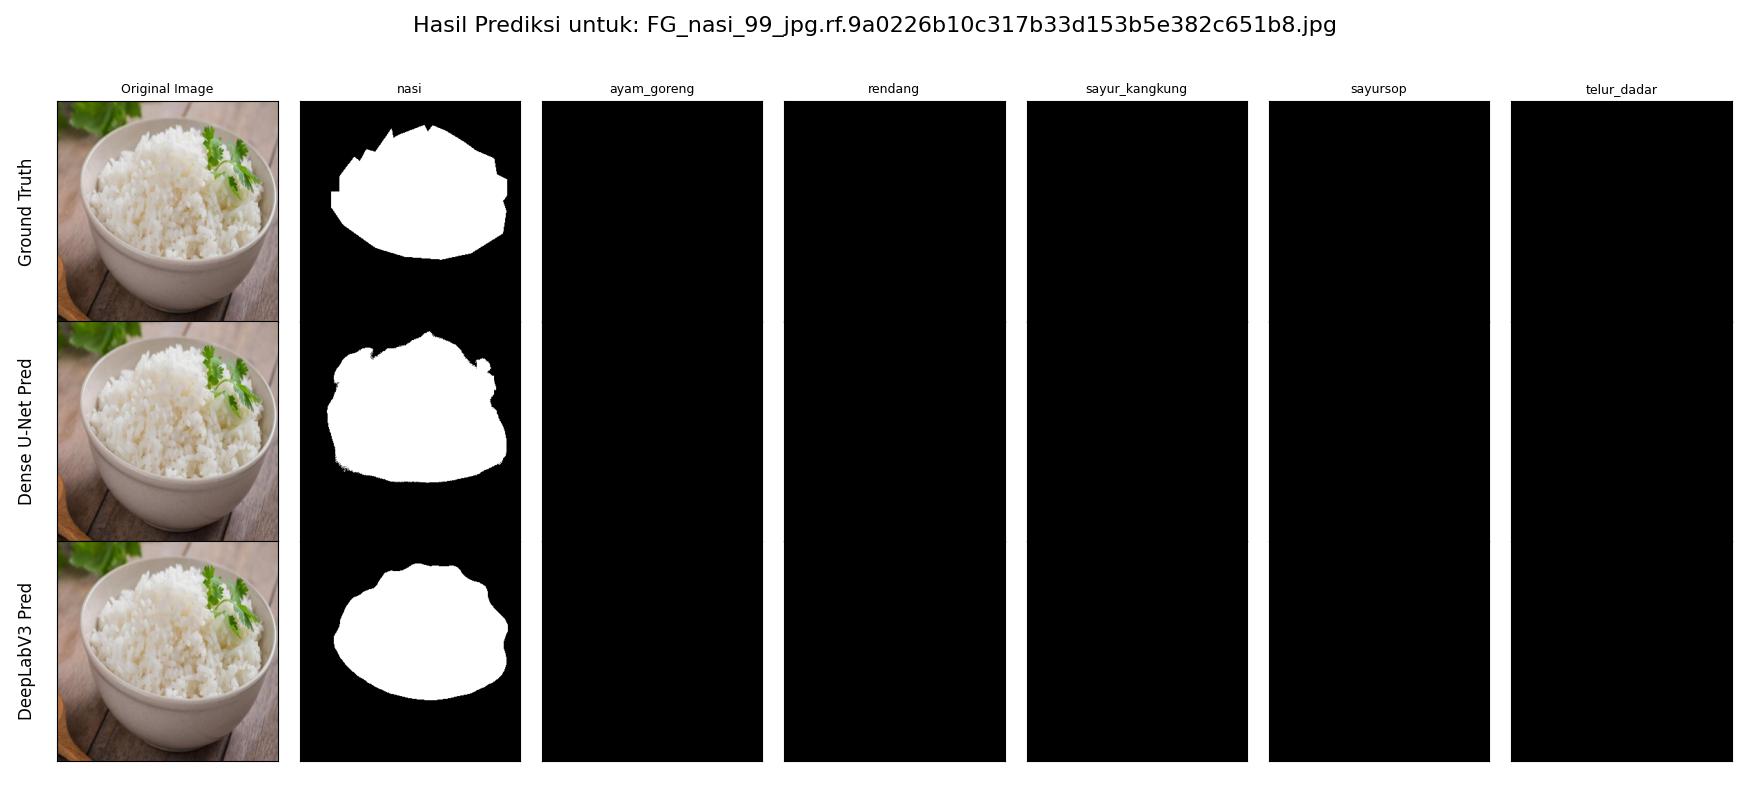 Hasil Prediksi untuk: FG_nasi_99_jpg.rf.9a0226b10c317b33d153b5e382c651b8.jpg
Original Image
nasi
ayam_goreng
rendang
sayur_kangkung
sayursop
telur_dadar
Ground Truth
Dense U-Net Pred
DeepLabV3 Pred